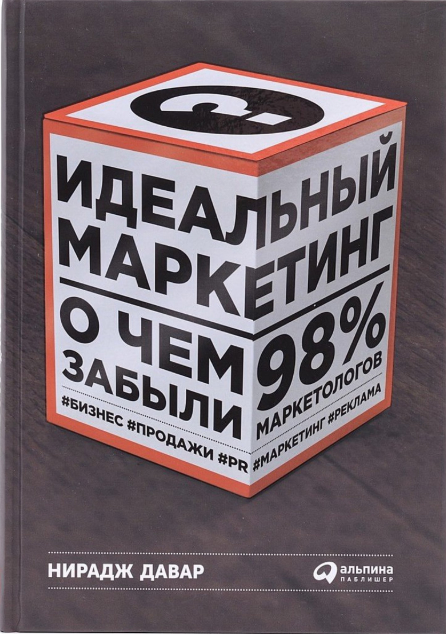 ?
ИДЕАЛЬНЫЙ
МАРКЕТИНГ
О ЧЕМ
ЗАБЫЛИ
98%
МАРКЕТОЛОГОВ
#БИЗНЕС #ПРОДАЖИ #PR #МАРКЕТИНГ #РЕКЛАМА
НИРАДЖ ДАВАР
альпина
ПАБЛИШЕР